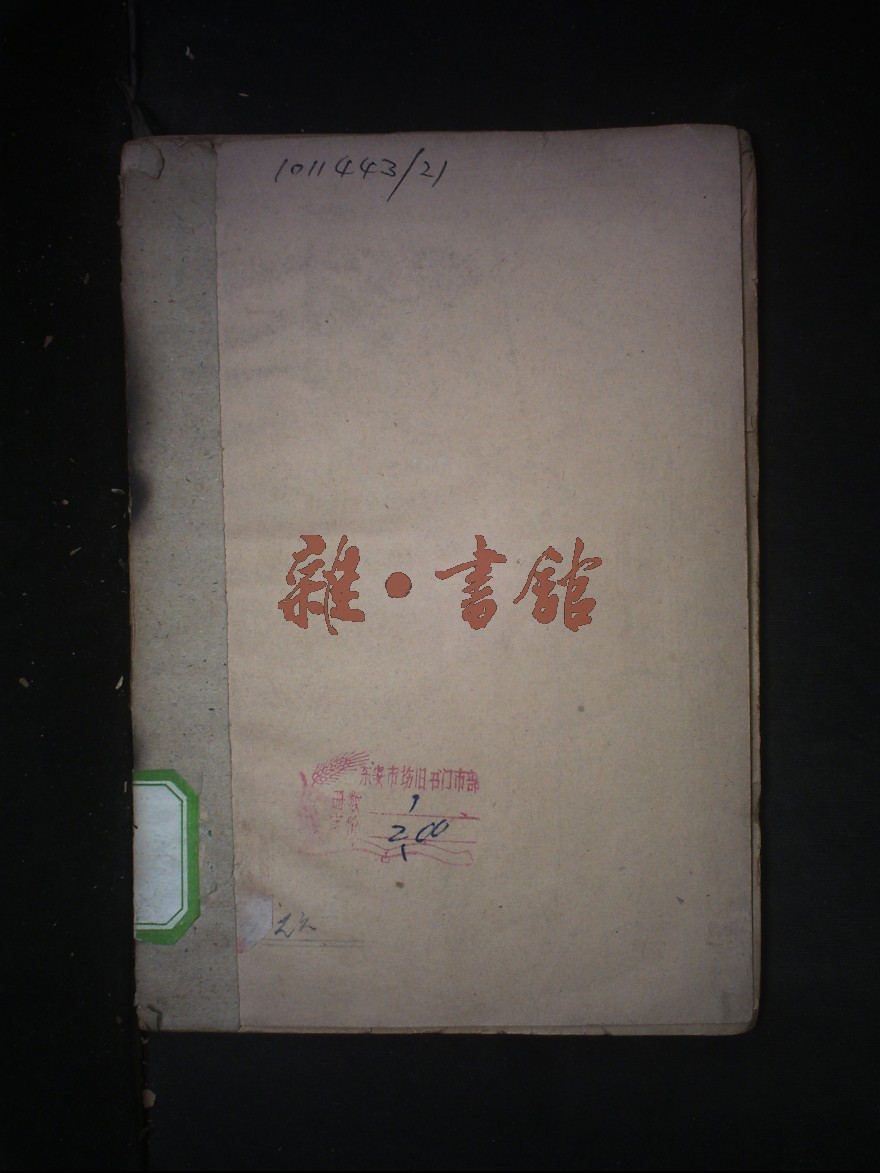 1011443/21
雜·書館
东安市场旧书门市部
册数 1
定价 2.00